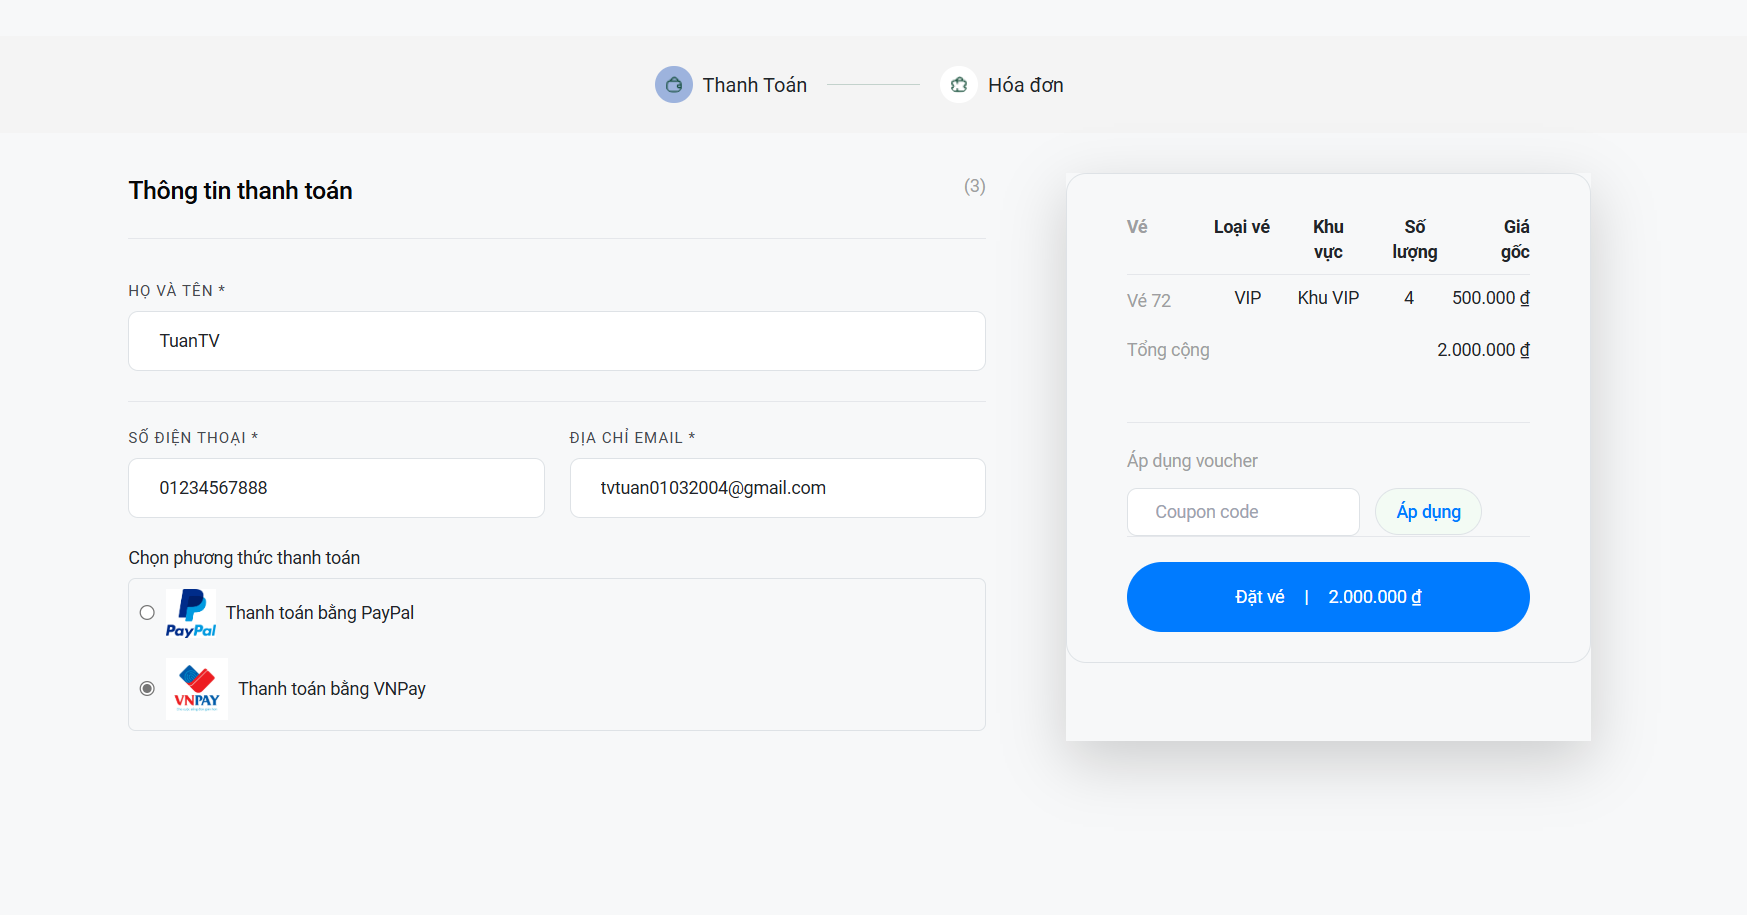 Thanh Toán
Hóa đơn
Thông tin thanh toán
(3)
HỌ VÀ TÊN *
TuanTV
SỐ ĐIỆN THOẠI *
ĐỊA CHỈ EMAIL *
01234567888
tvtuan01032004@gmail.com
Chọn phương thức thanh toán
PayPal
Thanh toán bằng PayPal
VNPAY
Thanh toán bằng VNPay
Vé Loại vé Khu vực Số lượng Giá gốc
Vé 72 VIP Khu VIP 4 500.000 ₫
Tổng cộng 2.000.000 ₫
Áp dụng voucher
Coupon code
Áp dụng
Đặt vé | 2.000.000 ₫